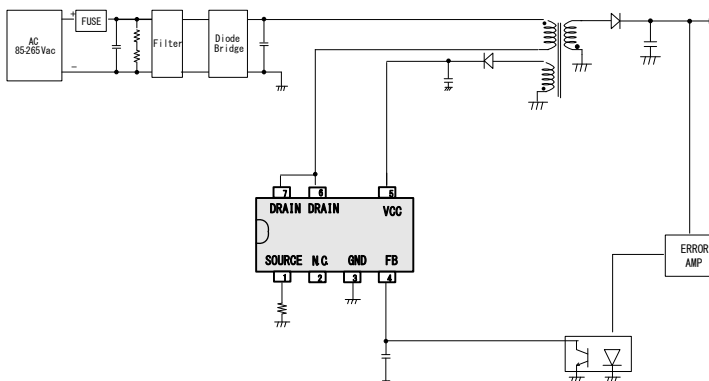 +
FUSE
AC
85-265Vac
-
Filter
Diode
Bridge
7
6
5
DRAIN DRAIN
VCC
SOURCE N.C. GND FB
1
2
3
4
ERROR
AMP